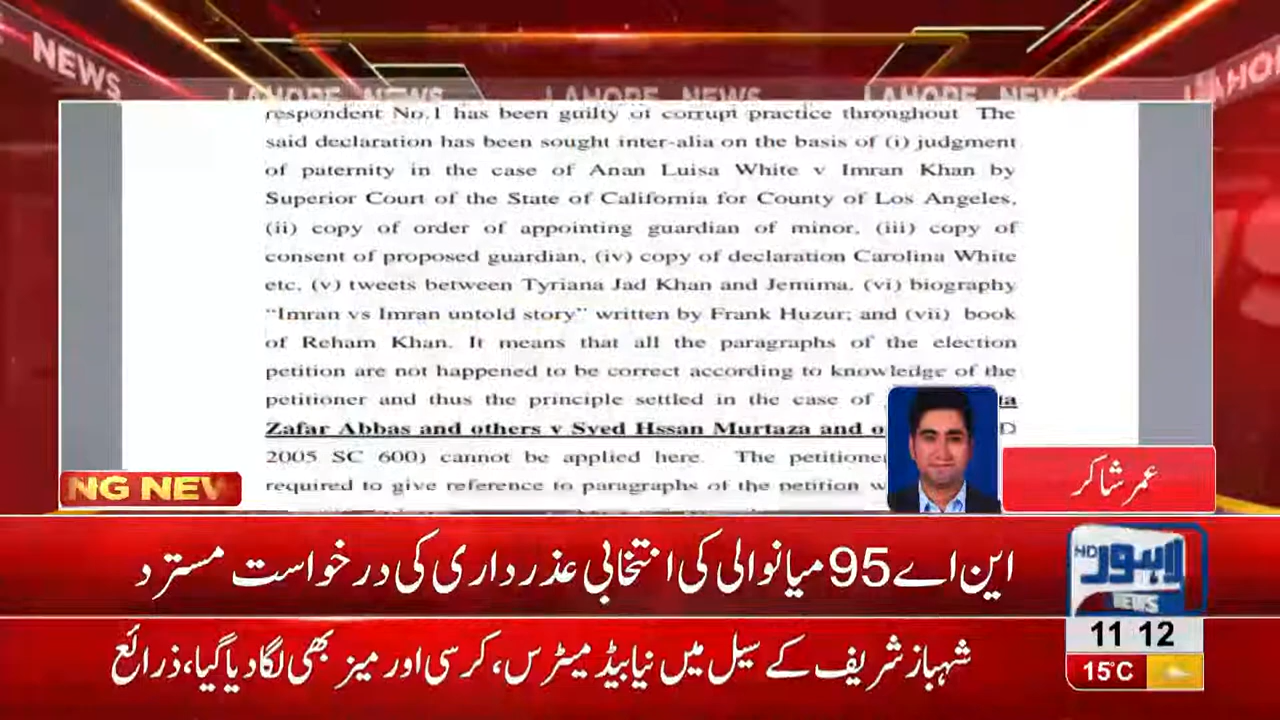 NEWS
LAHORE NEWS
LAHORE NEWS
LAHORE NEWS
LAHO
respondent No.1 has been guilty of corrupt practice throughout The
said declaration has been sought inter-alia on the basis of (i) judgment
of paternity in the case of Anan Luisa White v Imran Khan by
Superior Court of the State of California for County of Los Angeles,
(ii) copy of order of appointing guardian of minor, (iii) copy of
consent of proposed guardian, (iv) copy of declaration Carolina White
etc, (v) tweets between Tyriana Jad Khan and Jemima, (vi) biography
“Imran vs Imran untold story” written by Frank Huzur; and (vii) book
of Reham Khan. It means that all the paragraphs of the election
petition are not happened to be correct according to knowledge of the
petitioner and thus the principle settled in the case of
Zafar Abbas and others v Syed Hssan Murtaza and
2005 SC 600) cannot be applied here. The
required to give reference to paragraphs of the petition
NG NEW
عمر شاکر
این اے 95 میانوالی کی انتخابی عذرداری کی درخواست مسترد
شہباز شریف کے سیل میں نیا بیڈ میٹرس، کرسی اور میز بھی لگا دیا گیا، ذرائع
HD
لاہور
NEWS
11 12
15°C